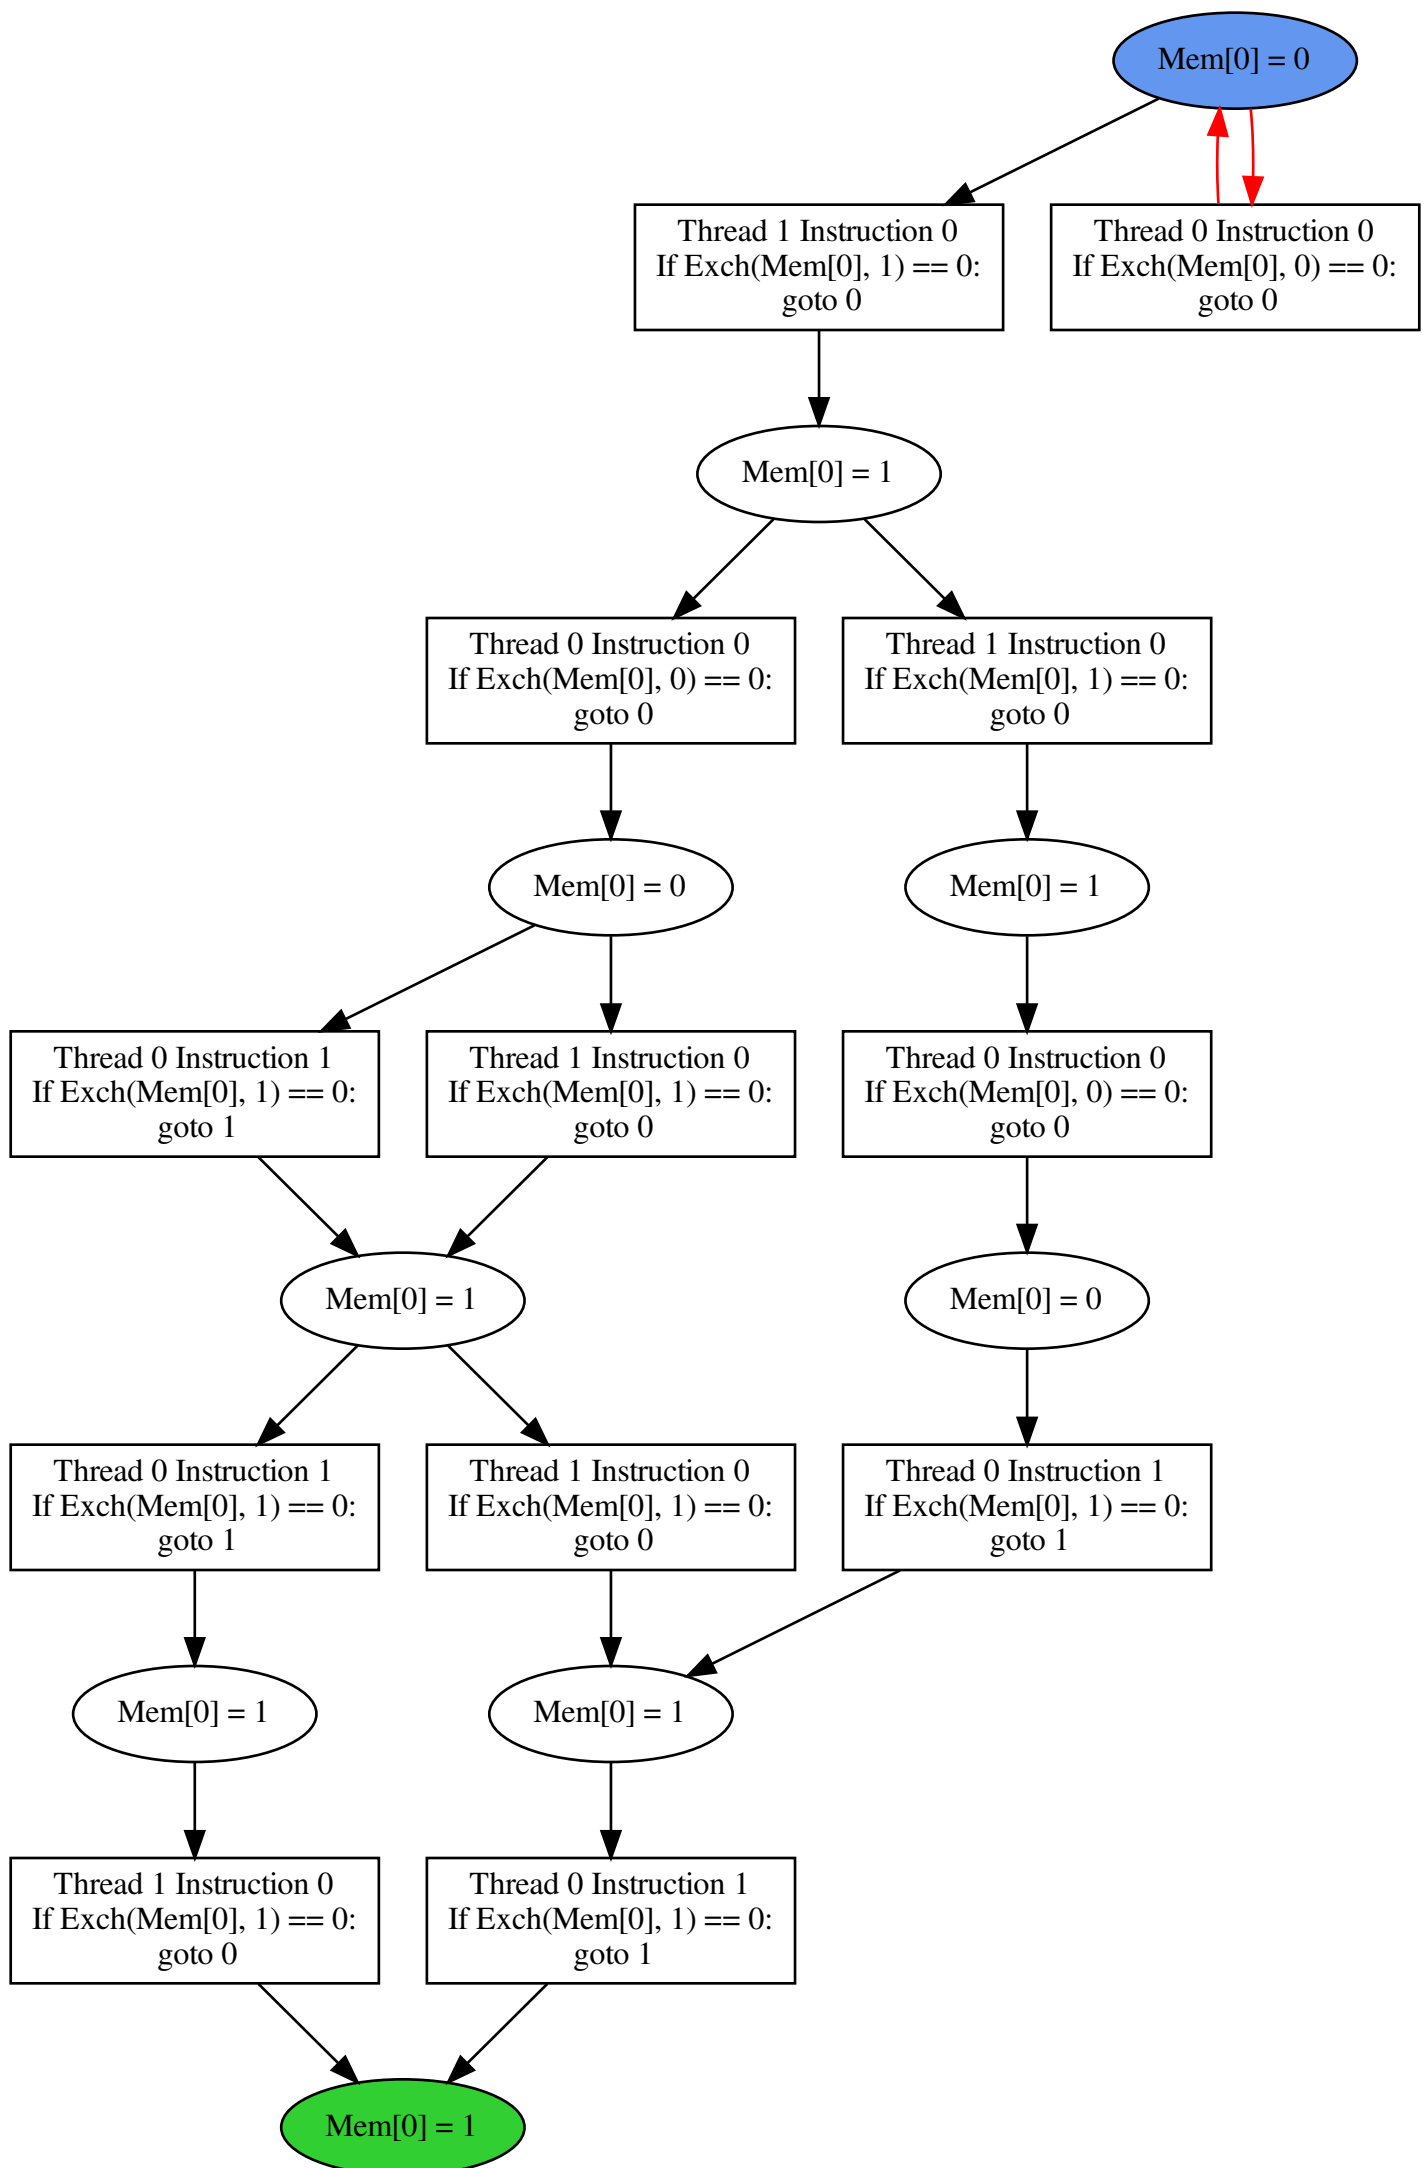 Mem[0] = 0
Thread 1 Instruction 0
If Exch(Mem[0], 1) == 0:
goto 0
Thread 0 Instruction 0
If Exch(Mem[0], 0) == 0:
goto 0
Mem[0] = 1
Thread 0 Instruction 0
If Exch(Mem[0], 0) == 0:
goto 0
Thread 1 Instruction 0
If Exch(Mem[0], 1) == 0:
goto 0
Mem[0] = 0
Mem[0] = 1
Thread 0 Instruction 1
If Exch(Mem[0], 1) == 0:
goto 1
Thread 1 Instruction 0
If Exch(Mem[0], 1) == 0:
goto 0
Thread 0 Instruction 0
If Exch(Mem[0], 0) == 0:
goto 0
Mem[0] = 1
Mem[0] = 0
Thread 0 Instruction 1
If Exch(Mem[0], 1) == 0:
goto 1
Thread 1 Instruction 0
If Exch(Mem[0], 1) == 0:
goto 0
Thread 0 Instruction 1
If Exch(Mem[0], 1) == 0:
goto 1
Mem[0] = 1
Mem[0] = 1
Thread 1 Instruction 0
If Exch(Mem[0], 1) == 0:
goto 0
Thread 0 Instruction 1
If Exch(Mem[0], 1) == 0:
goto 1
Mem[0] = 1